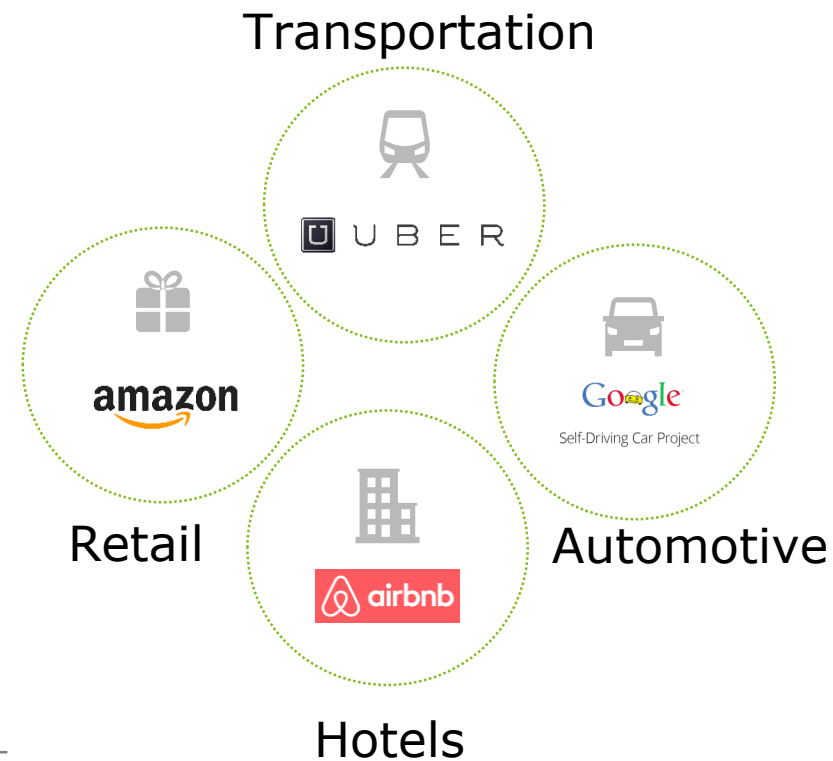 Transportation
UBER
amazon
Google
Self-Driving Car Project
Retail
Automotive
airbnb
Hotels